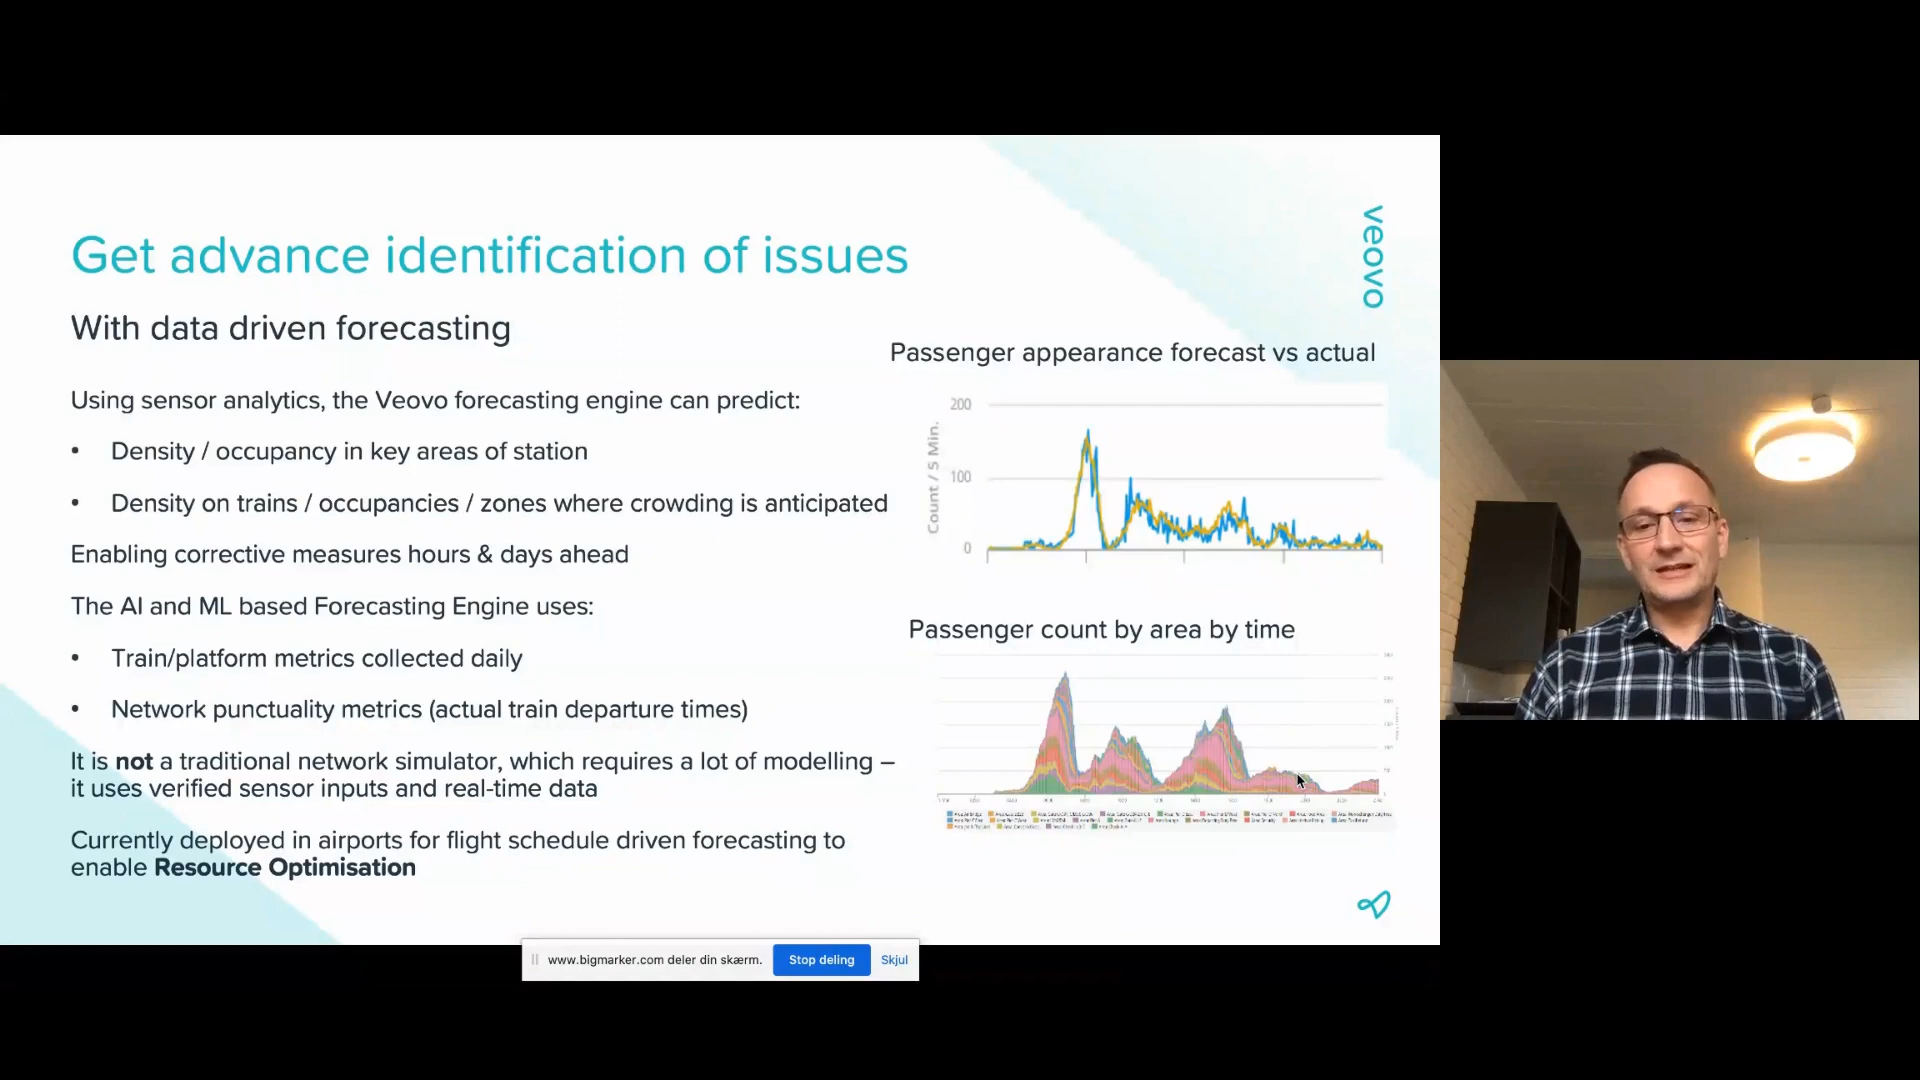 Get advance identification of issues
veovo
With data driven forecasting
Using sensor analytics, the Veovo forecasting engine can predict:
• Density / occupancy in key areas of station
• Density on trains / occupancies / zones where crowding is anticipated
Enabling corrective measures hours & days ahead
The AI and ML based Forecasting Engine uses:
• Train/platform metrics collected daily
• Network punctuality metrics (actual train departure times)
It is not a traditional network simulator, which requires a lot of modelling –
it uses verified sensor inputs and real-time data
Currently deployed in airports for flight schedule driven forecasting to
enable Resource Optimisation
Passenger appearance forecast vs actual
Count / 5 Min.
200
100
0
Passenger count by area by time
www.bigmarker.com deler din skærm.
Stop deling
Skjul